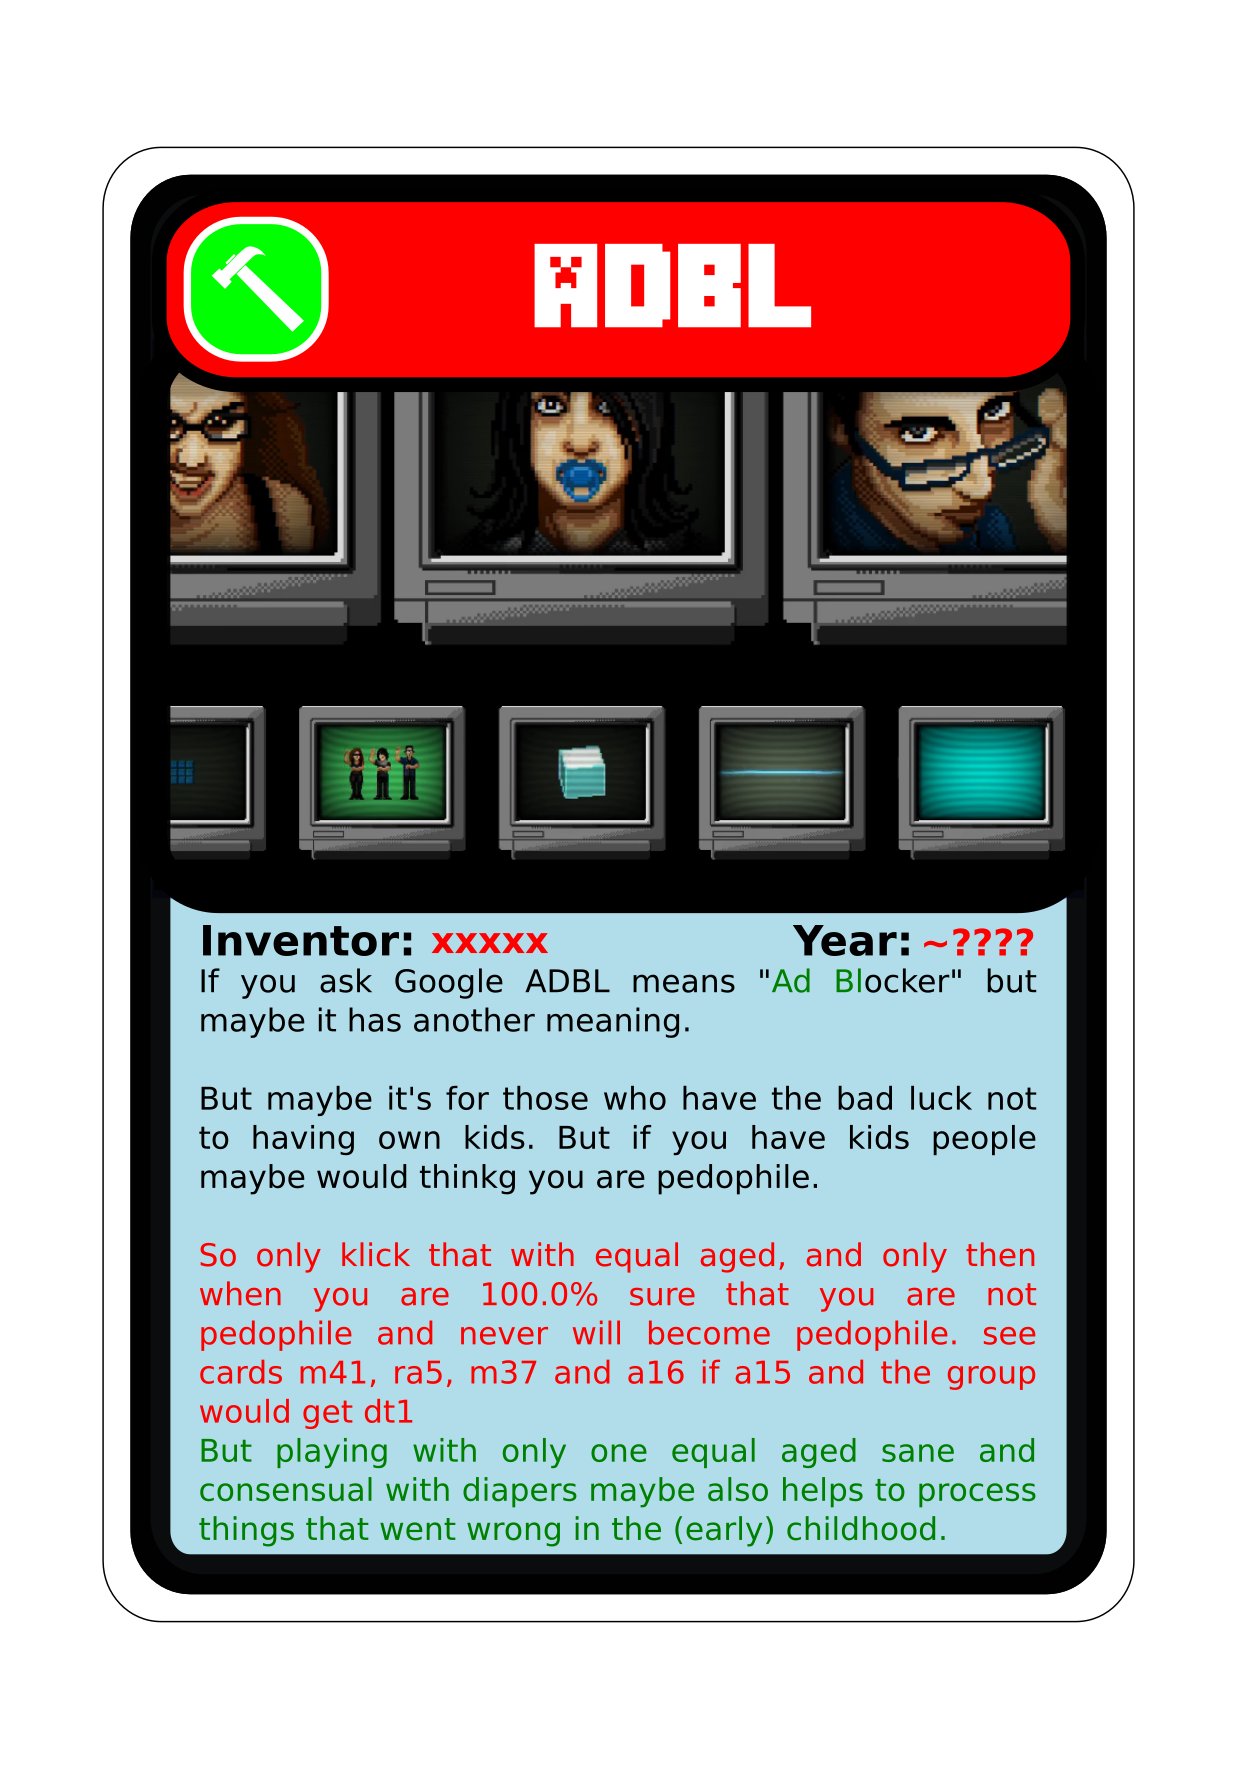 ADBL
Inventor: xxxxx Year: ~????
If you ask Google ADBL means "Ad Blocker" but
maybe it has another meaning.
But maybe it's for those who have the bad luck not
to having own kids. But if you have kids people
maybe would thinkg you are pedophile.
So only klick that with equal aged, and only then
when you are 100.0% sure that you are not
pedophile and never will become pedophile. see
cards m41, ra5, m37 and a16 if a15 and the group
would get dt1
But playing with only one equal aged sane and
consensual with diapers maybe also helps to process
things that went wrong in the (early) childhood.